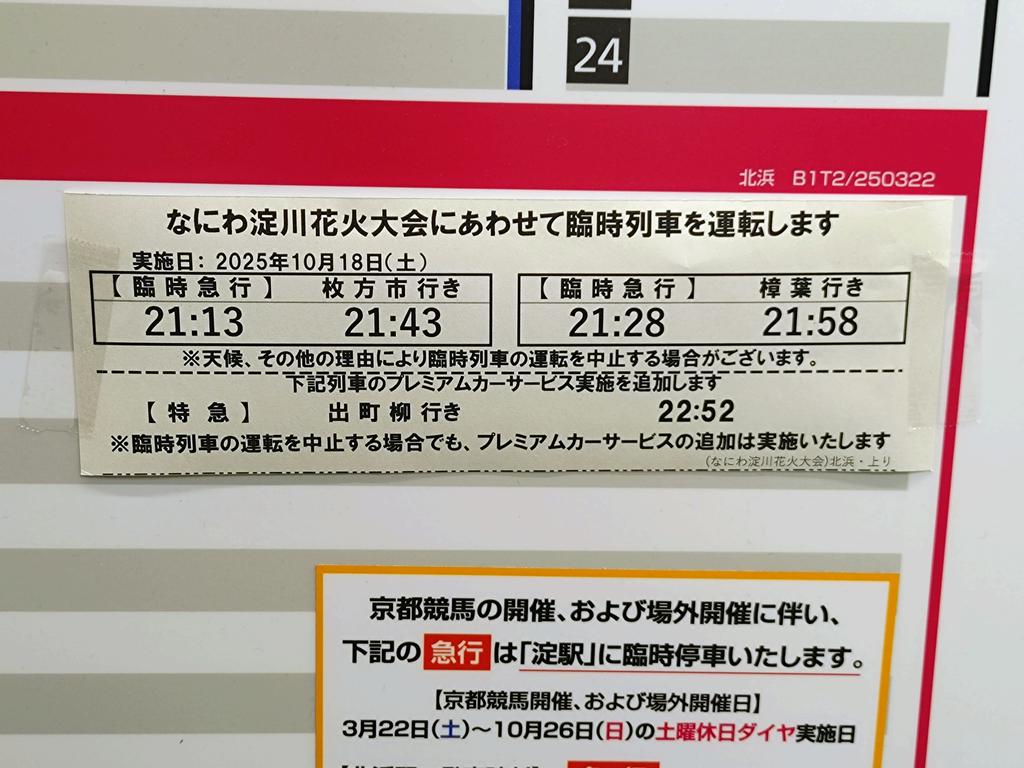 24
北浜 B1T2/250322
なにわ淀川花火大会にあわせて臨時列車を運転します
実施日：2025年10月18日(土)
【臨時急行】 枚方市行き
21:13 21:43
【臨時急行】 樟葉行き
21:28 21:58
※天候、その他の理由により臨時列車の運転を中止する場合がございます。
下記列車のプレミアムカーサービス実施を追加します
【特急】 出町柳行き 22:52
※臨時列車の運転を中止する場合でも、プレミアムカーサービスの追加は実施いたします
(なにわ淀川花火大会)北浜・上り
京都競馬の開催、および場外開催に伴い、
下記の 急行 は「淀駅」に臨時停車いたします。
【京都競馬開催、および場外開催日】
3月22日(土)～10月26日(日)の土曜休日ダイヤ実施日